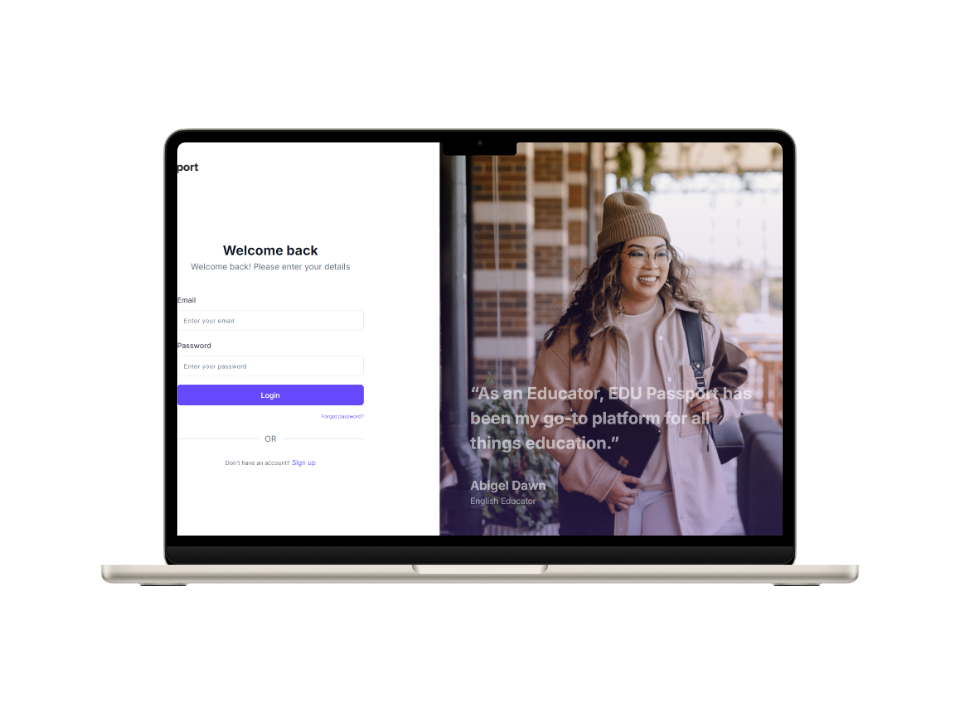 port
Welcome back
Welcome back! Please enter your details
Email
Enter your email
Password
Enter your password
Login
Forgot password?
OR
Don't have an account? Sign up
“As an Educator, EDU Passport has
been my go-to platform for all
things education.”
Abigel Dawn
English Educator